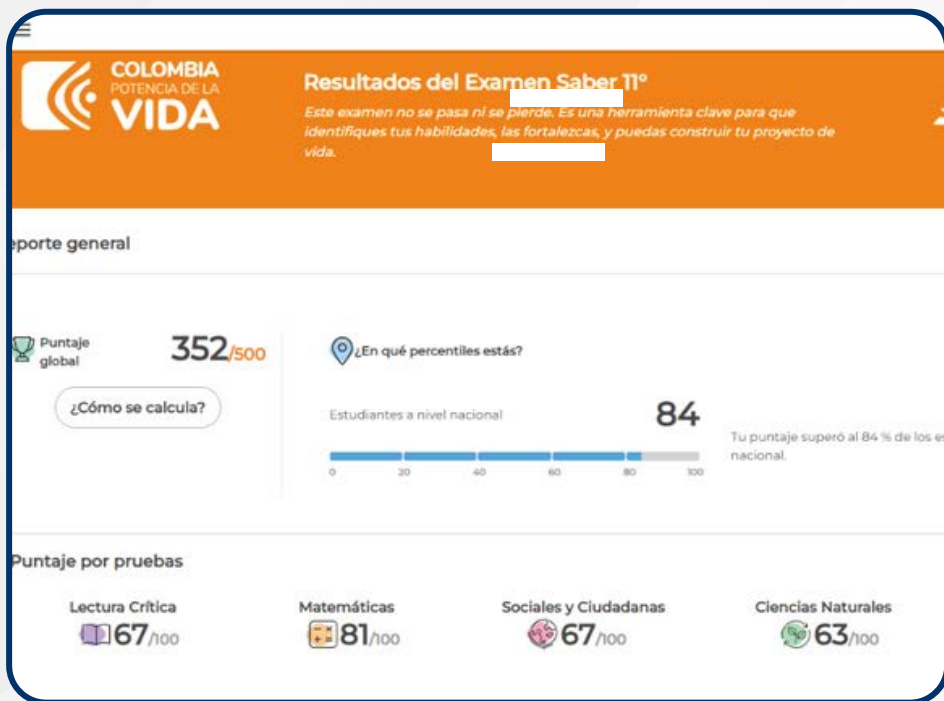 COLOMBIA
POTENCIA DE LA
VIDA
Resultados del Examen Saber 11°
Este examen no se pasa ni se pierde. Es una herramienta clave para que
identifiques tus habilidades, las fortalezcas, y puedas construir tu proyecto de
vida.
eporte general
Puntaje
global
352/500
¿Cómo se calcula?
¿En qué percentiles estás?
Estudiantes a nivel nacional
84
0 20 40 60 80 100
Tu puntaje superó al 84 % de los es
nacional.
Puntaje por pruebas
Lectura Crítica
67/100
Matemáticas
81/100
Sociales y Ciudadanas
67/100
Ciencias Naturales
63/100